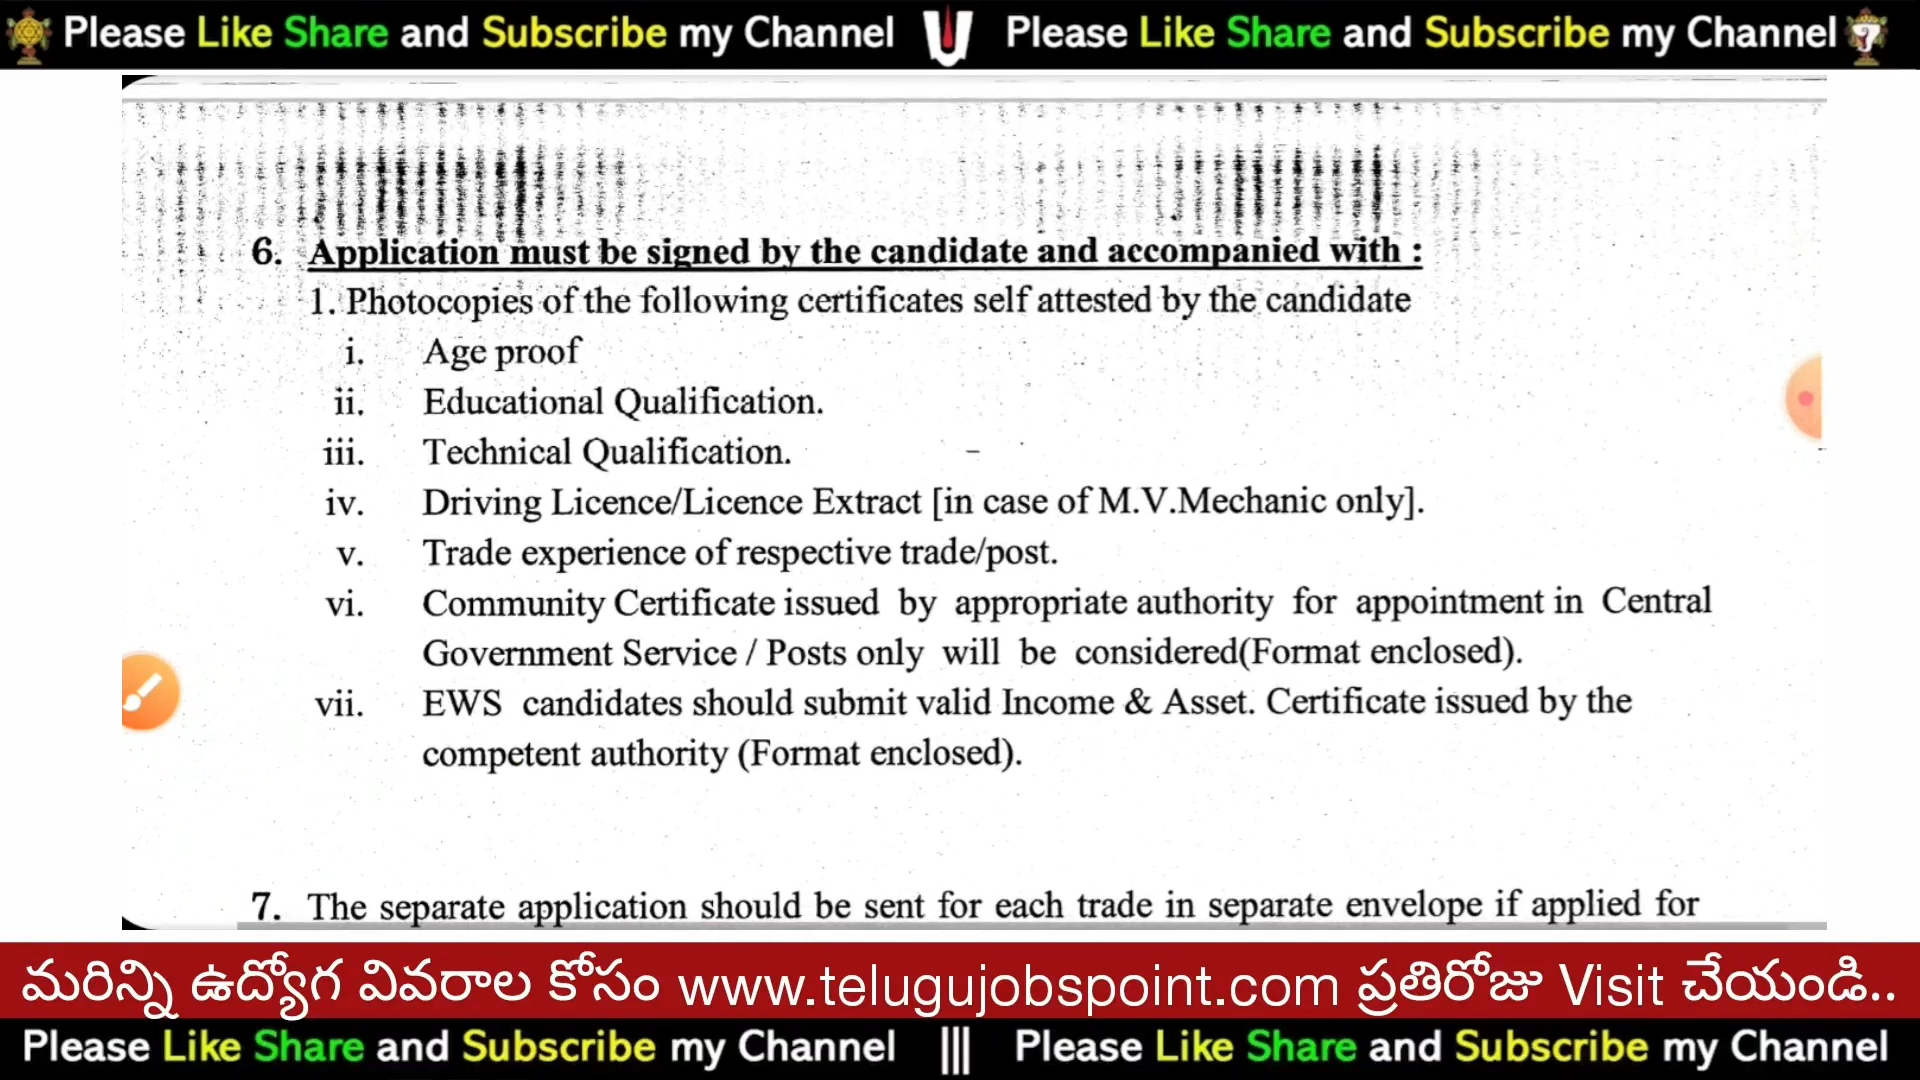 Please Like Share and Subscribe my Channel Please Like Share and Subscribe my Channel
6. Application must be signed by the candidate and accompanied with :
1. Photocopies of the following certificates self attested by the candidate
i. Age proof
ii. Educational Qualification.
iii. Technical Qualification.
iv. Driving Licence/Licence Extract [in case of M.V.Mechanic only].
v. Trade experience of respective trade/post.
vi. Community Certificate issued by appropriate authority for appointment in Central
Government Service / Posts only will be considered(Format enclosed).
vii. EWS candidates should submit valid Income & Asset. Certificate issued by the
competent authority (Format enclosed).
7. The separate application should be sent for each trade in separate envelope if applied for
మరిన్ని ఉద్యోగ వివరాల కోసం www.telugujobspoint.com ప్రతిరోజు Visit చేయండి..
Please Like Share and Subscribe my Channel ||| Please Like Share and Subscribe my Channel